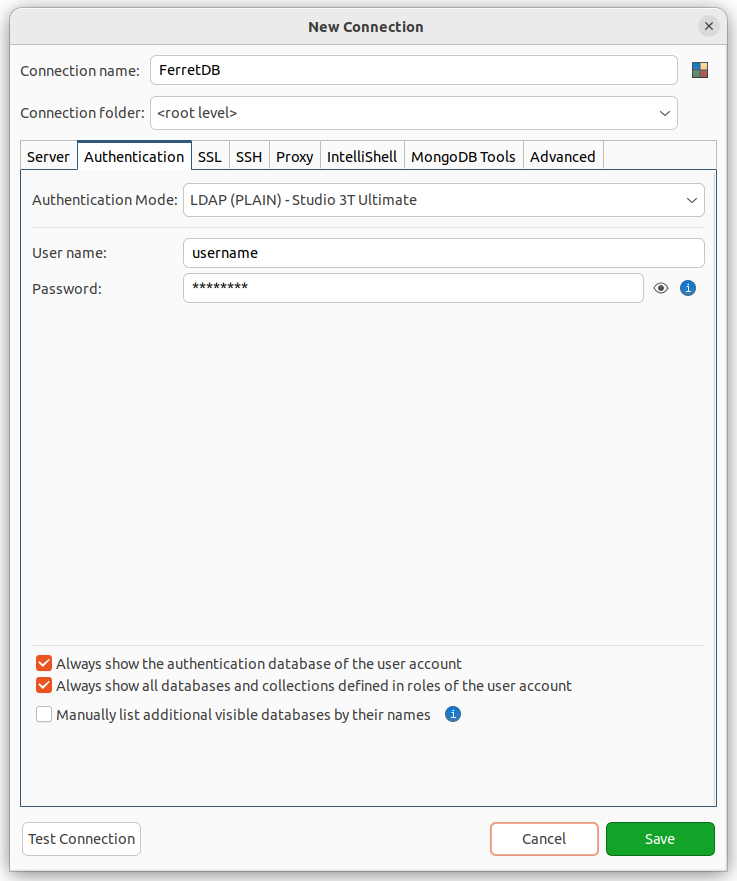 New Connection
Connection name: FerretDB
Connection folder: <root level>
Server Authentication SSL SSH Proxy IntelliShell MongoDB Tools Advanced
Authentication Mode: LDAP (PLAIN) - Studio 3T Ultimate
User name: username
Password: ********
Always show the authentication database of the user account
Always show all databases and collections defined in roles of the user account
Manually list additional visible databases by their names
Test Connection Cancel Save